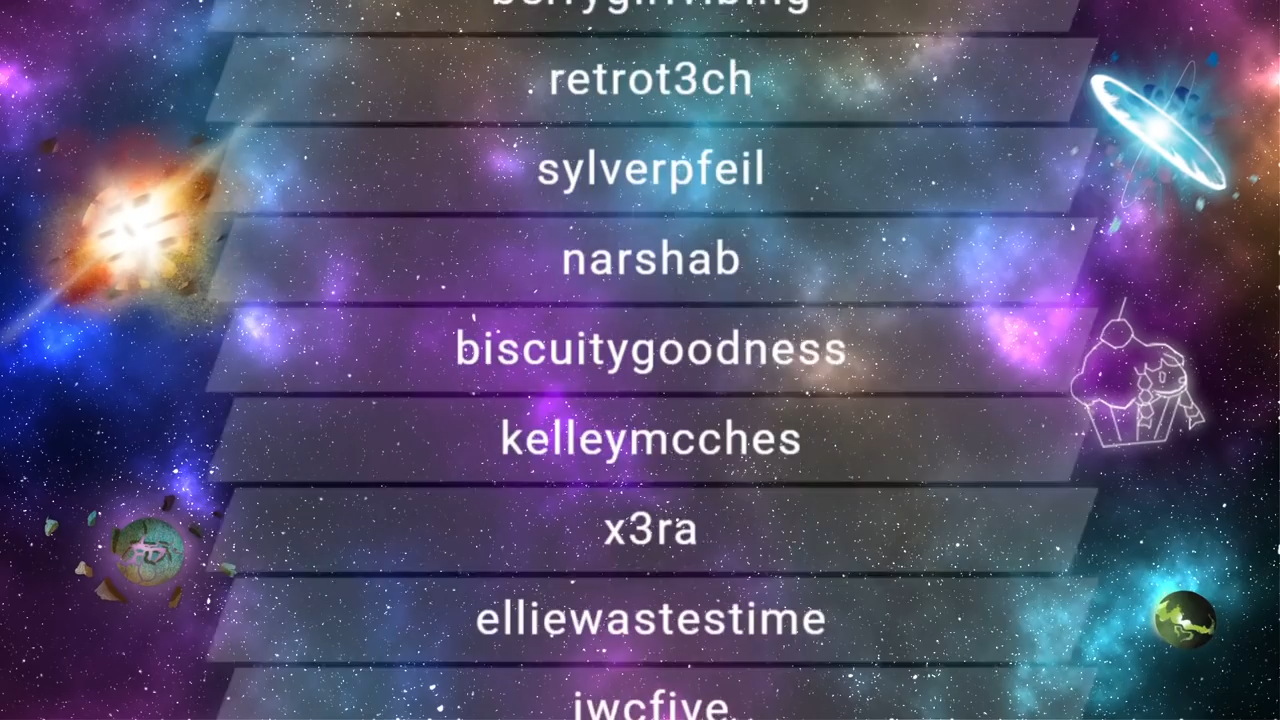 retrot3ch
sylverpfeil
narshab
biscuitygoodness
kelleymcches
x3ra
elliewastestime